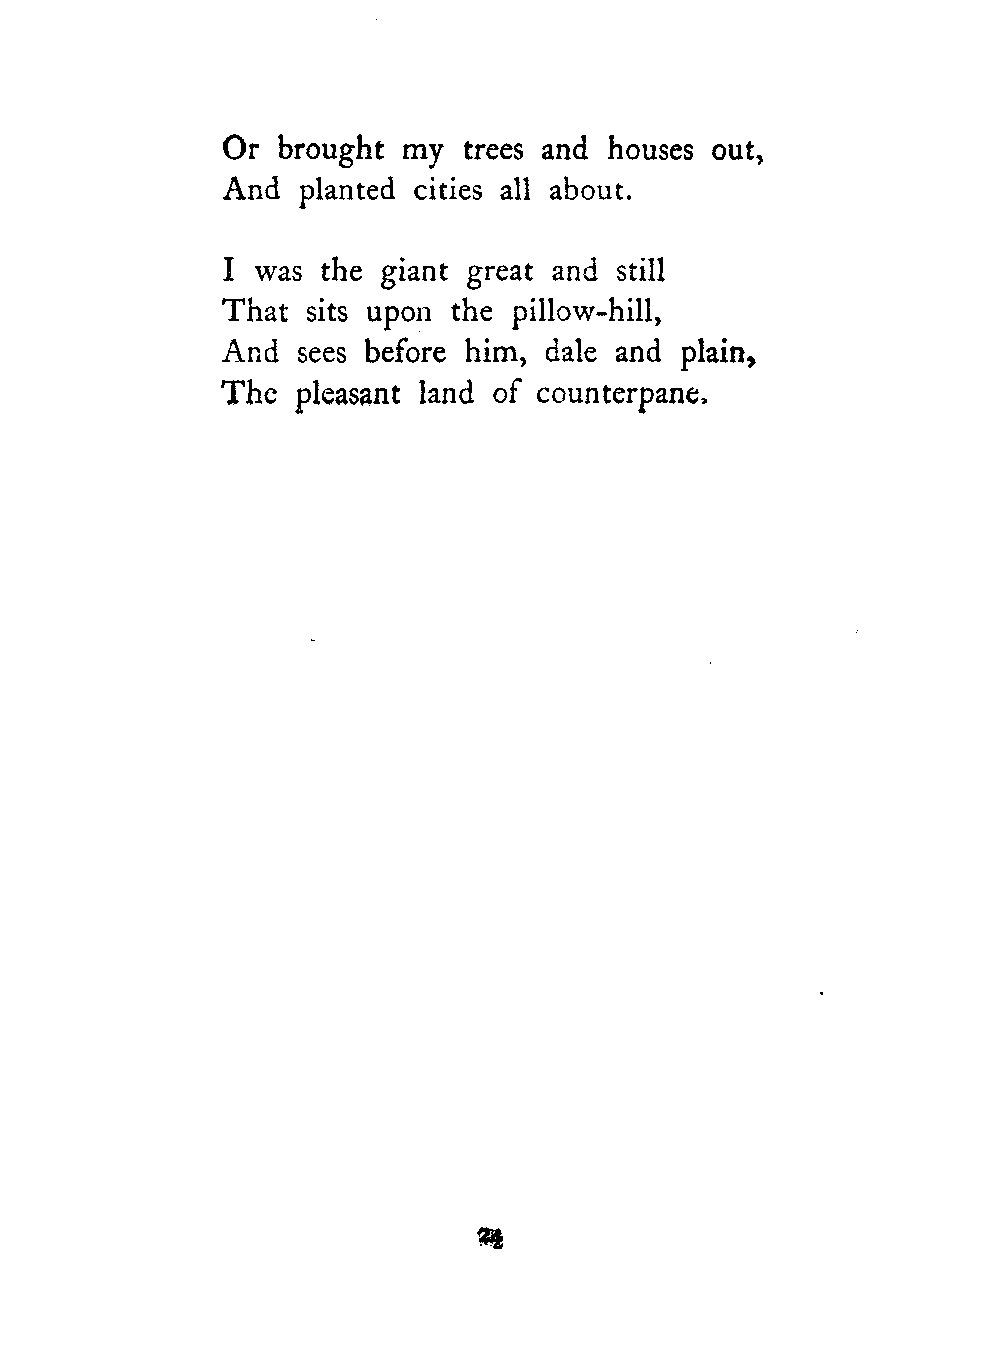 Or brought my trees and houses out,
And planted cities all about.

I was the giant great and still
That sits upon the pillow-hill,
And sees before him, dale and plain,
The pleasant land of counterpane.

24